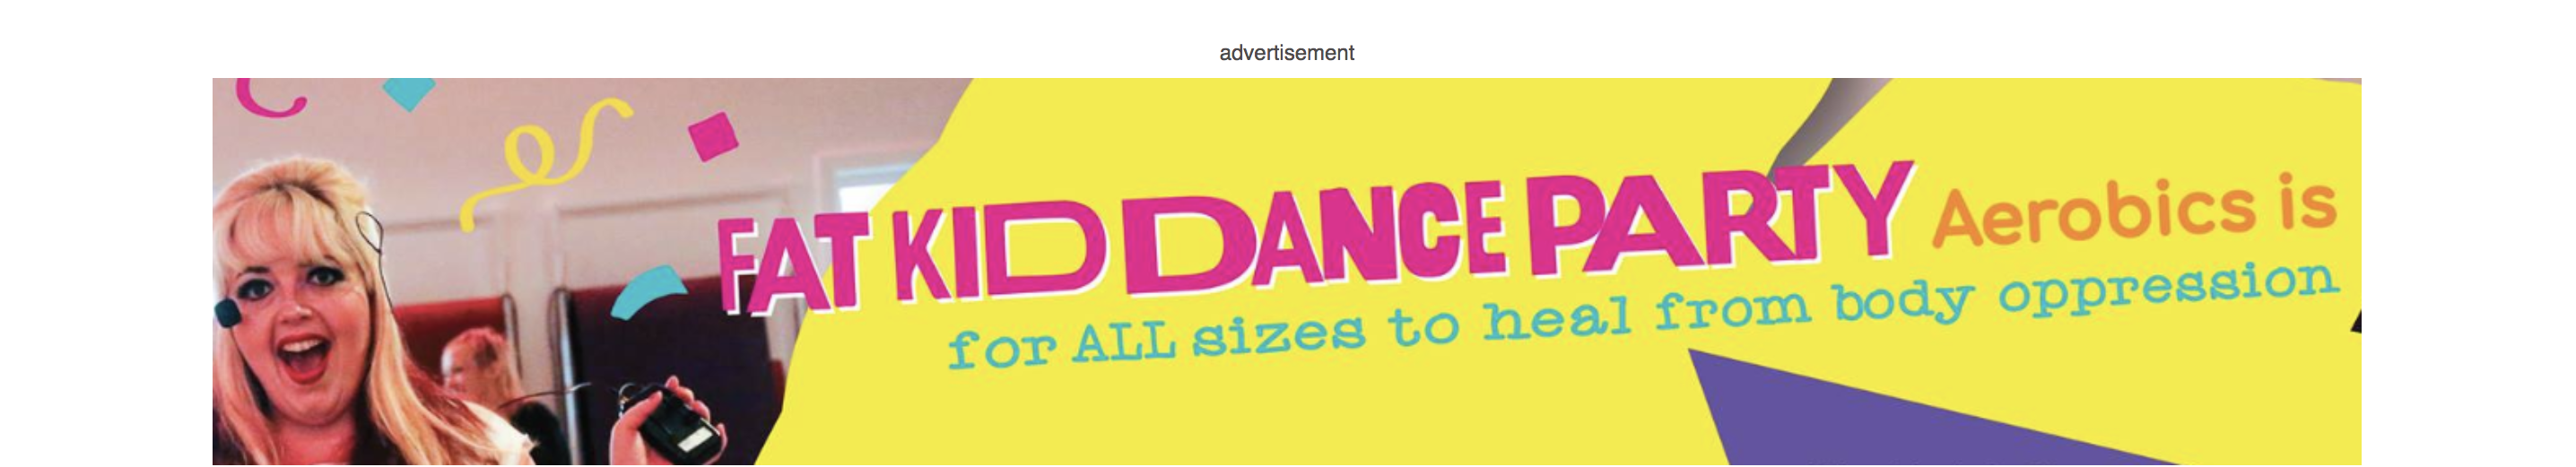 advertisement
FAT KID DANCE PARTY Aerobics is
for ALL sizes to heal from body oppression